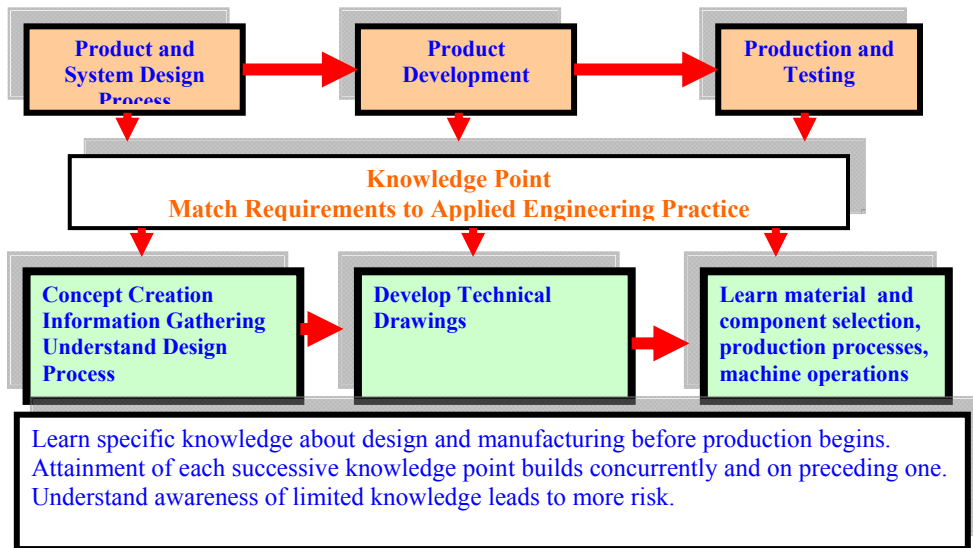 Product and
System Design
Process
Product
Development
Production and
Testing
Knowledge Point
Match Requirements to Applied Engineering Practice
Concept Creation
Information Gathering
Understand Design
Process
Develop Technical
Drawings
Learn material and
component selection,
production processes,
machine operations
Learn specific knowledge about design and manufacturing before production begins.
Attainment of each successive knowledge point builds concurrently and on preceding one.
Understand awareness of limited knowledge leads to more risk.